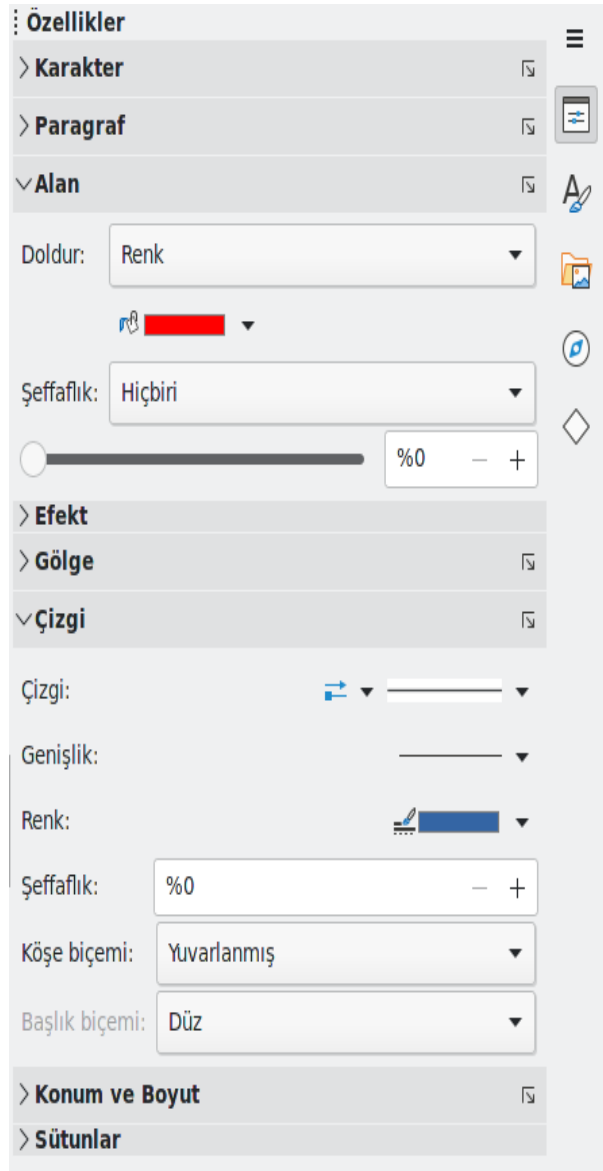 Özellikler
Karakter
Paragraf
Alan
Doldur: Renk
Şeffaflık: Hiçbiri
%0
Efekt
Gölge
Çizgi
Çizgi:
Genişlik:
Renk:
Şeffaflık: %0
Köşe biçemi: Yuvarlanmış
Başlık biçemi: Düz
Konum ve Boyut
Sütunlar